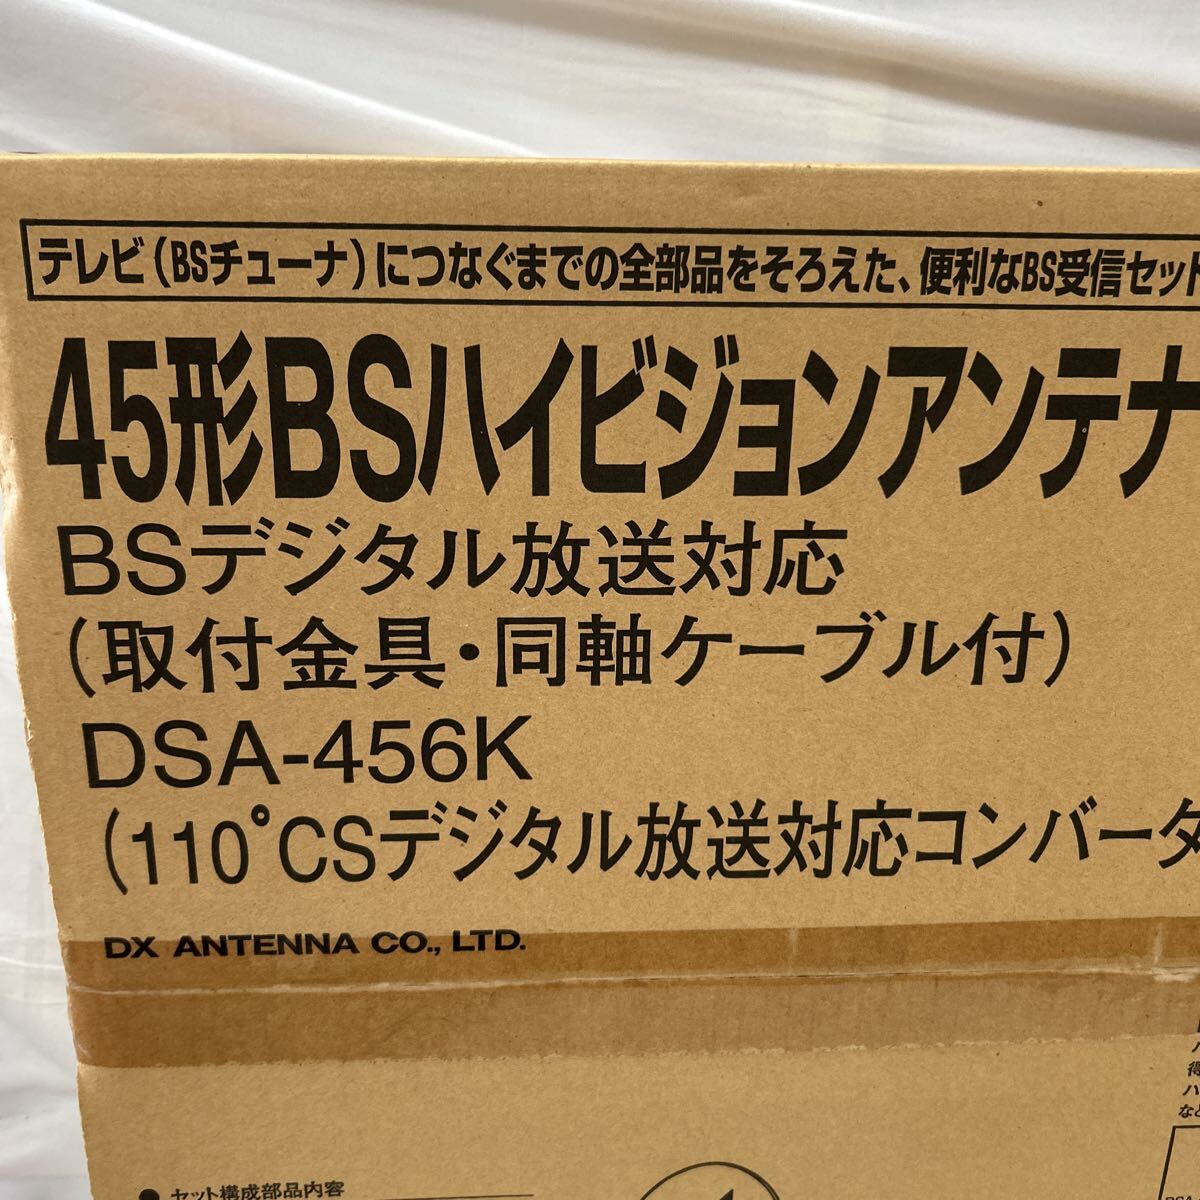 テレビ(BSチューナ)につなぐまでの全部品をそろえた、便利なBS受信セット
45形BSハイビジョンアンテナ
BSデジタル放送対応
(取付金具・同軸ケーブル付)
DSA-456K
(110°CSデジタル放送対応コンバータ
DX ANTENNA CO., LTD.
得
ハ
など
● セット構成部品内容